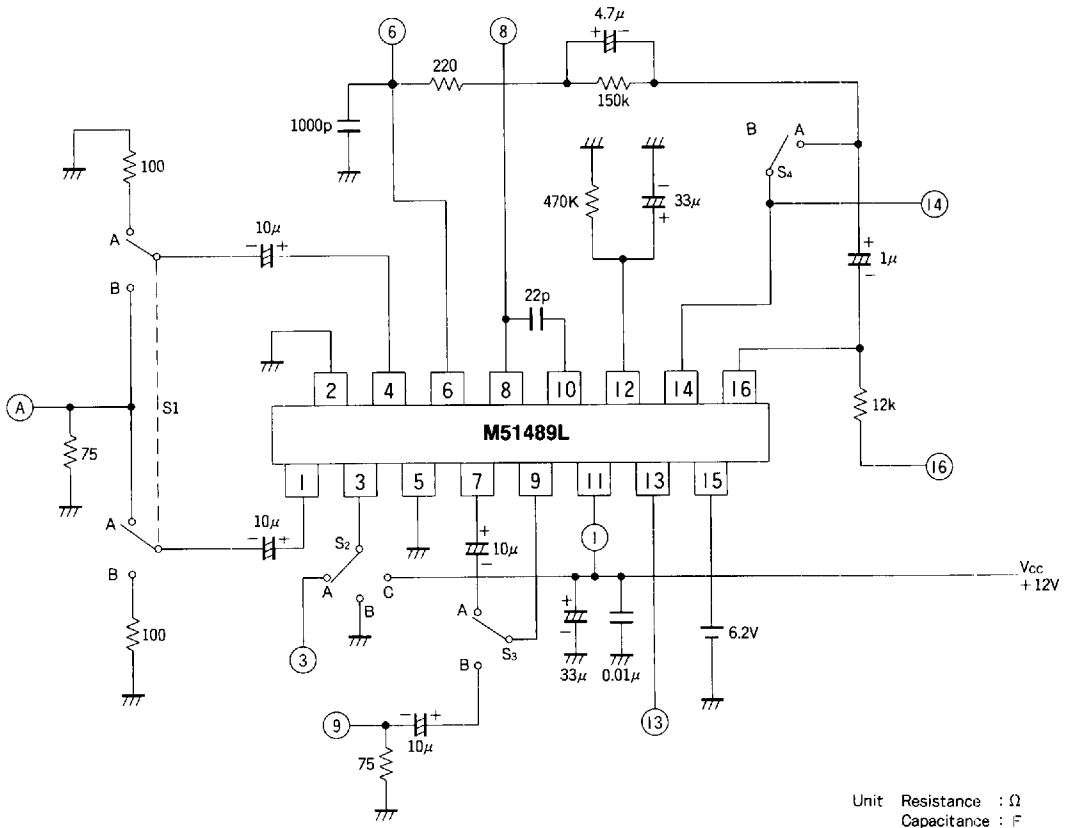 4.7μ
+ -
6
8
220
150k
1000p
B A
S4
100
470K
-
33μ
+
14
A
10μ
- +
+
1μ
-
B
22p
2 4 6 8 10 12 14 16
A
S1
12k
M51489L
75
16
1 3 5 7 9 11 13 15
A
10μ
- +
S2
+
10μ
-
1
B
A
B
C
Vcc
+12V
A
+
-
6.2V
100
3
S3
33μ
0.01μ
B
9
- +
10μ
13
75
Unit Resistance : Ω
Capacitance : F